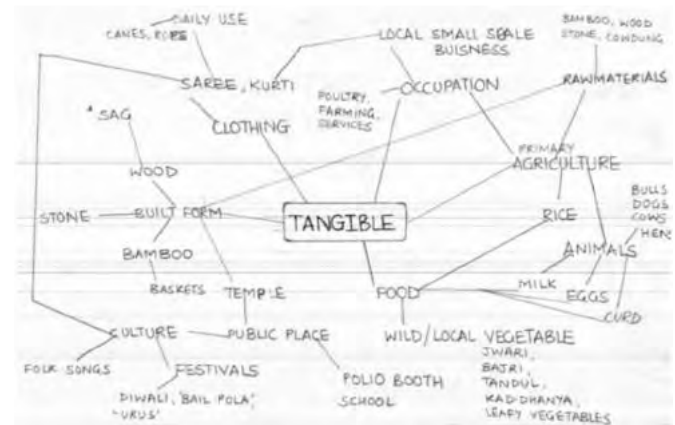 DAILY USE
CANES, ROPE
LOCAL SMALL SCALE
BUISNESS
BAMBOO, WOOD
STONE, COWDUNG
SAREE, KURTI
OCCUPATION
RAWMATERIALS
POULTRY,
FARMING,
SERVICES
SAG
CLOTHING
PRIMARY
AGRICULTURE
WOOD
BULLS
DOGS
COWS
HEN
STONE
BUILT FORM
TANGIBLE
RICE
ANIMALS
BAMBOO
MILK
EGGS
BASKETS
TEMPLE
FOOD
CURD
CULTURE
PUBLIC PLACE
WILD/LOCAL VEGETABLE
JWARI,
BAJRI,
TANDUL,
KAD-DHANYA,
LEAFY VEGETABLES
FOLK SONGS
FESTIVALS
POLIO BOOTH
SCHOOL
DIWALI, 'BAIL POLA',
'URUS'